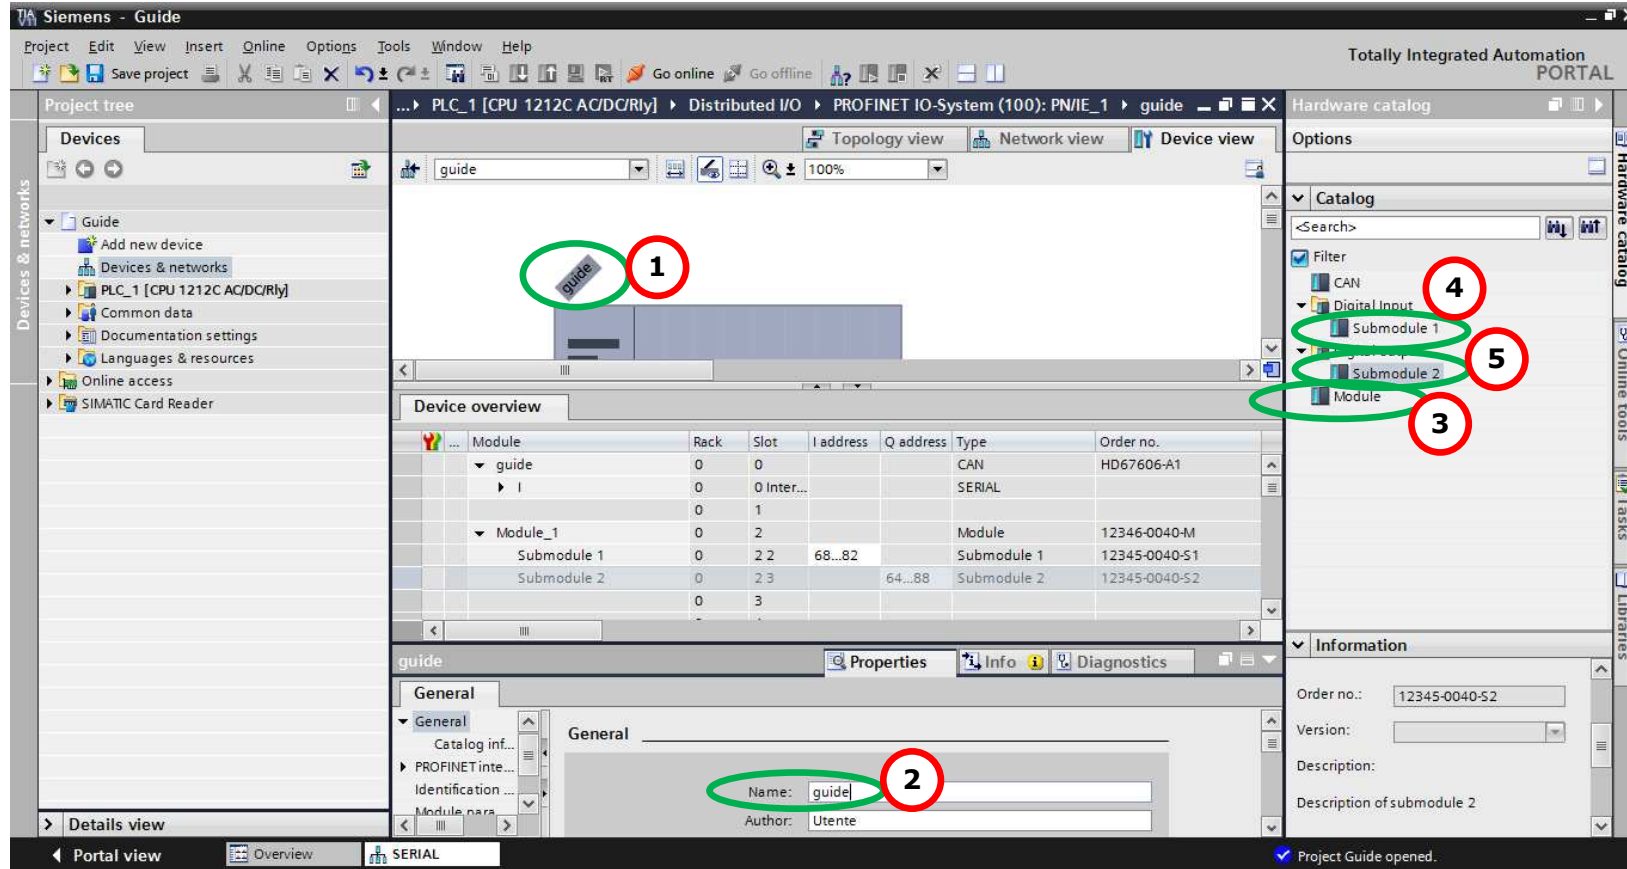 Siemens - Guide
Project Edit View Insert Online Options Tools Window Help
Totally Integrated Automation
PORTAL
Save project Go online Go offline
Project tree
...▸ PLC_1 [CPU 1212C AC/DC/Rly] ▸ Distributed I/O ▸ PROFINET IO-System (100): PN/IE_1 ▸ guide
Hardware catalog
Devices
Topology view Network view Device view
Options
guide 100%
Catalog
<Search>
Filter
CAN
Digital Input
Submodule 1
Submodule 2
Module
Guide
Add new device
Devices & networks
PLC_1 [CPU 1212C AC/DC/Rly]
Common data
Documentation settings
Languages & resources
Online access
SIMATIC Card Reader
guide
1
4
5
3
Device overview
... Module Rack Slot I address Q address Type Order no.
guide 0 0 CAN HD67606-A1
I 0 0 Inter... SERIAL
0 1
Module_1 0 2 Module 12346-0040-M
Submodule 1 0 2 2 68...82 Submodule 1 12345-0040-S1
Submodule 2 0 2 3 64...88 Submodule 2 12345-0040-S2
0 3
guide
Properties Info Diagnostics
General
General
Catalog inf...
PROFINET inte...
Identification ...
Module para...
General
Name: guide
2
Author: Utente
Information
Order no.: 12345-0040-S2
Version:
Description:
Description of submodule 2
Details view
Portal view Overview SERIAL
Project Guide opened.
Devices & networks
Hardware catalog
Online tools
Tasks
Libraries